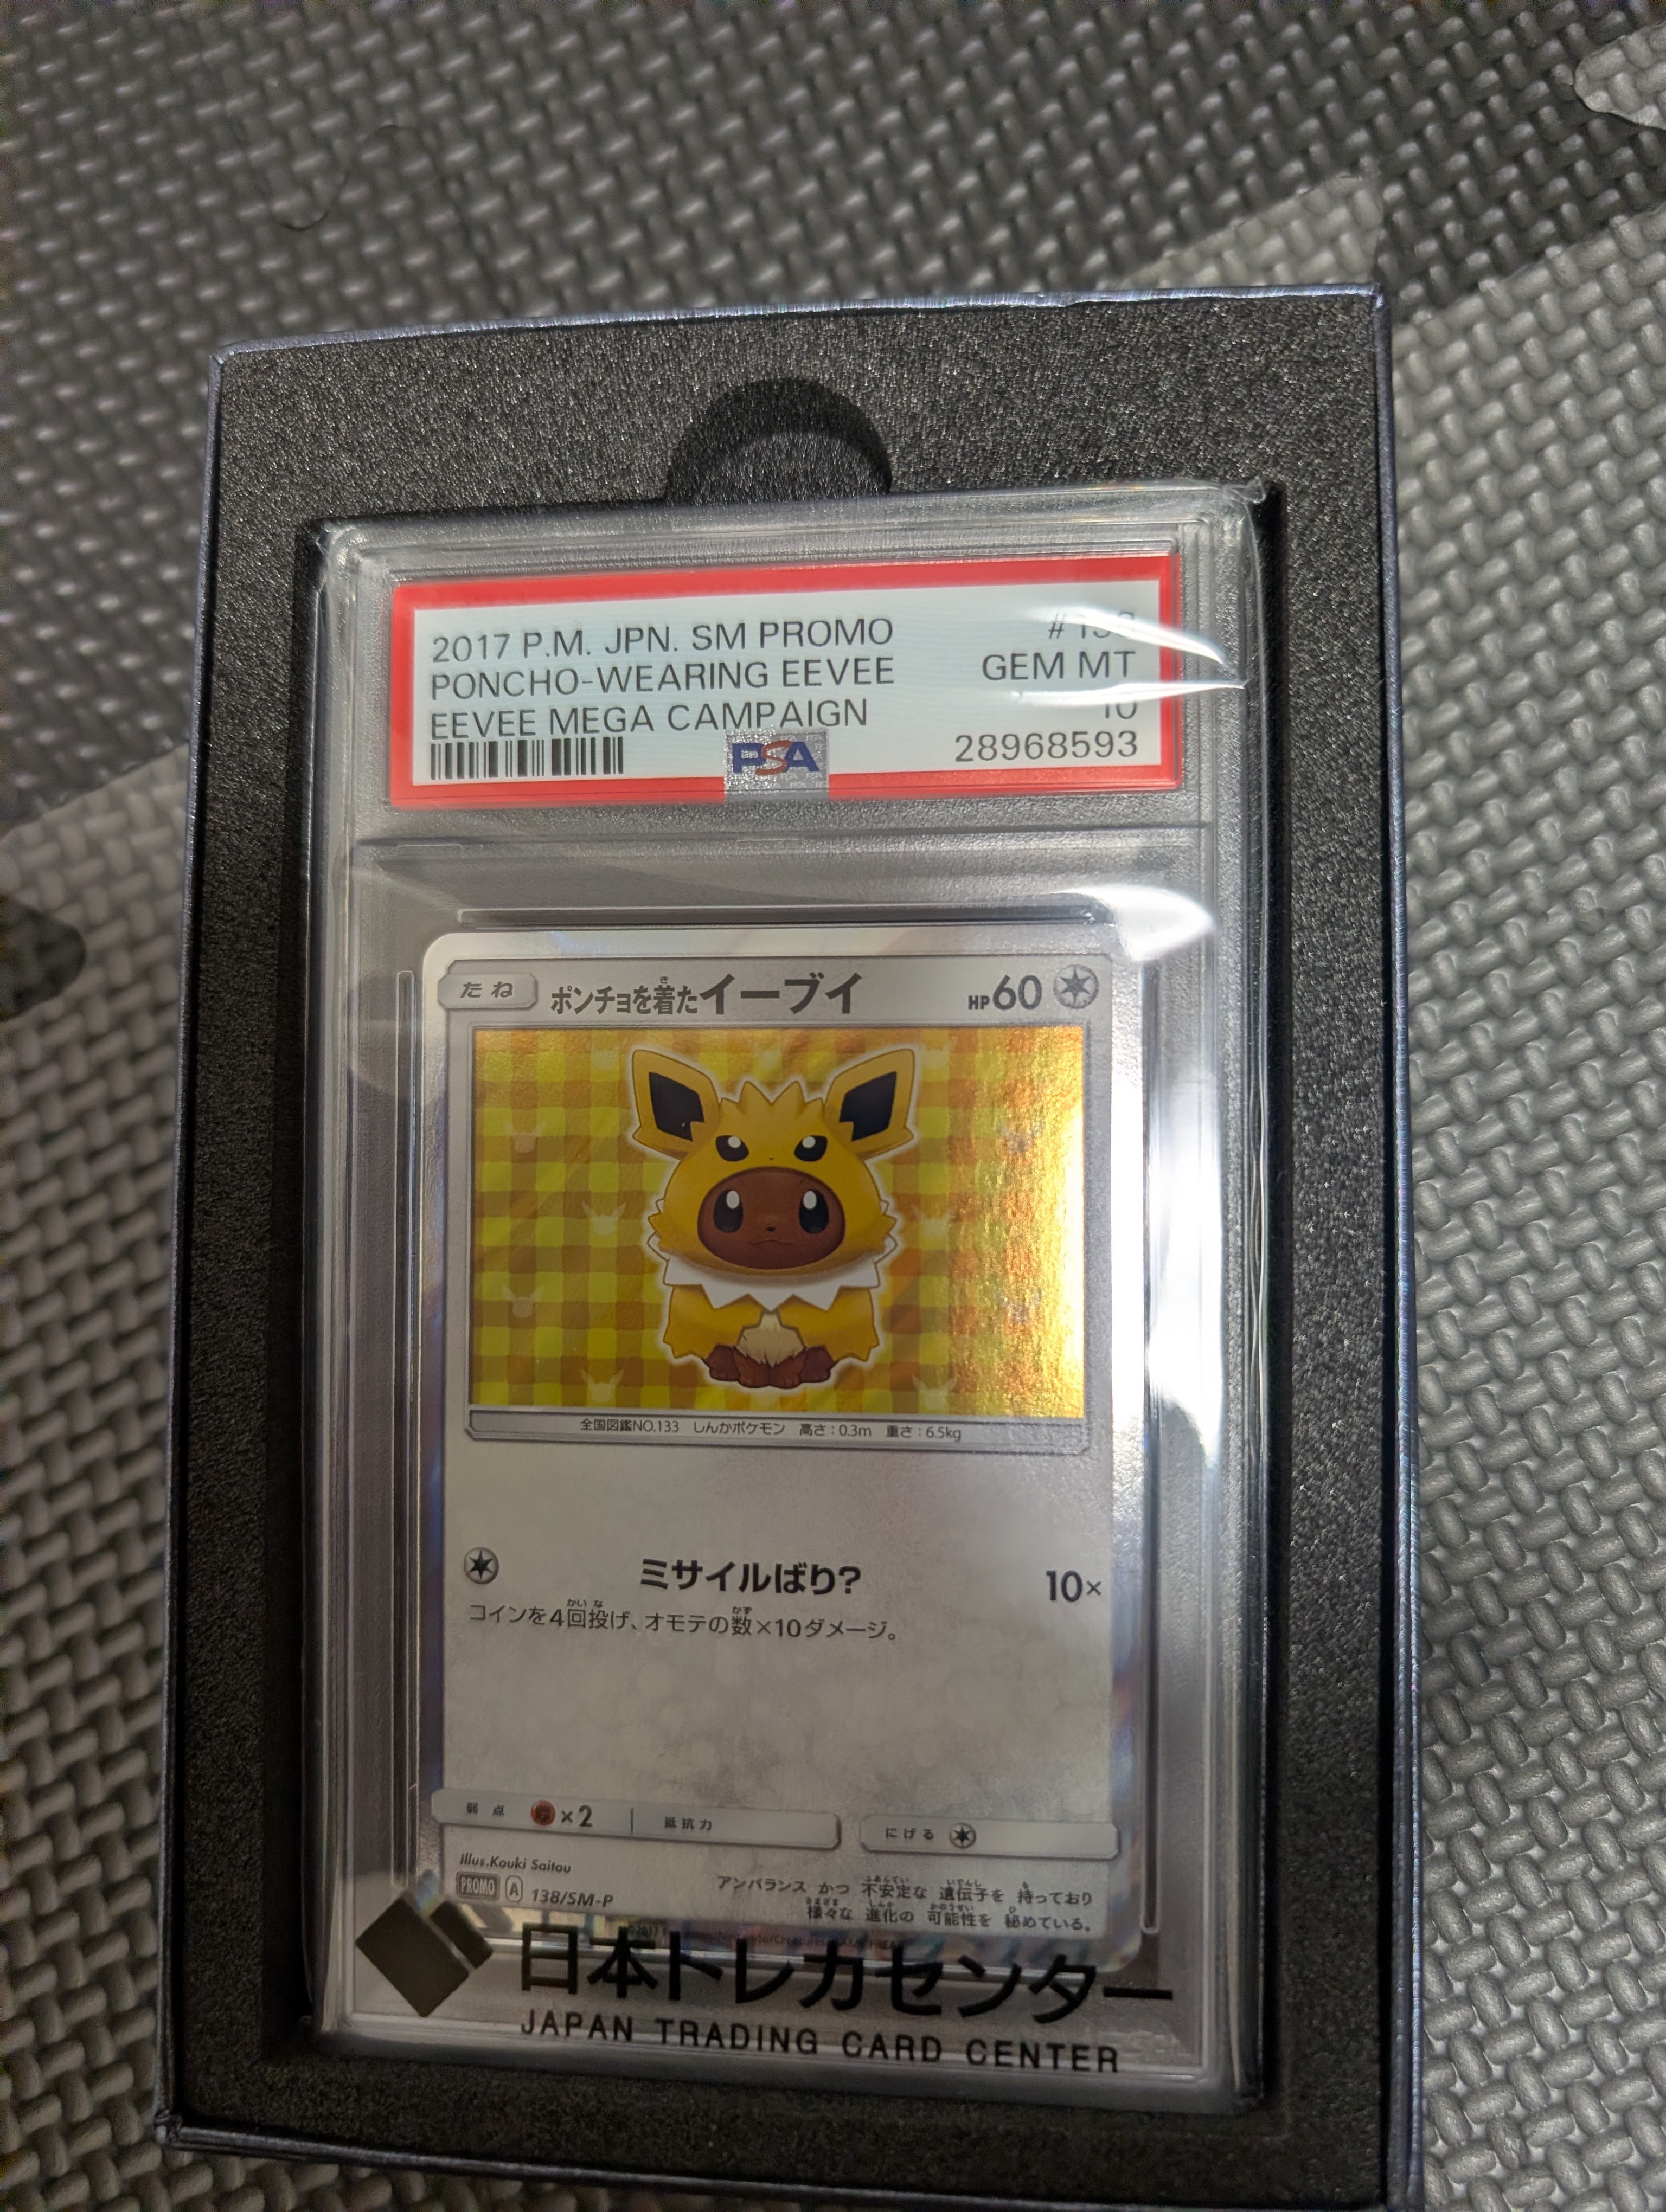 2017 P.M. JPN. SM PROMO
PONCHO-WEARING EEVEE
GEM MT
EEVEE MEGA CAMPAIGN
10
PSA
28968593
たね
ポンチョを着たイーブイ
HP60
全国図鑑NO.133 しんかポケモン 高さ:0.3m 重さ:6.5kg
ミサイルばり?
10×
コインを4回投げ、オモテの数×10ダメージ。
弱点 ×2 抵抗力
にげる
Illus.Kouki Saitou
PROMO A 138/SM-P
アンバランス かつ 不安定な 遺伝子を 持っており
様々な 進化の 可能性を 秘めている。
日本トレカセンター
JAPAN TRADING CARD CENTER